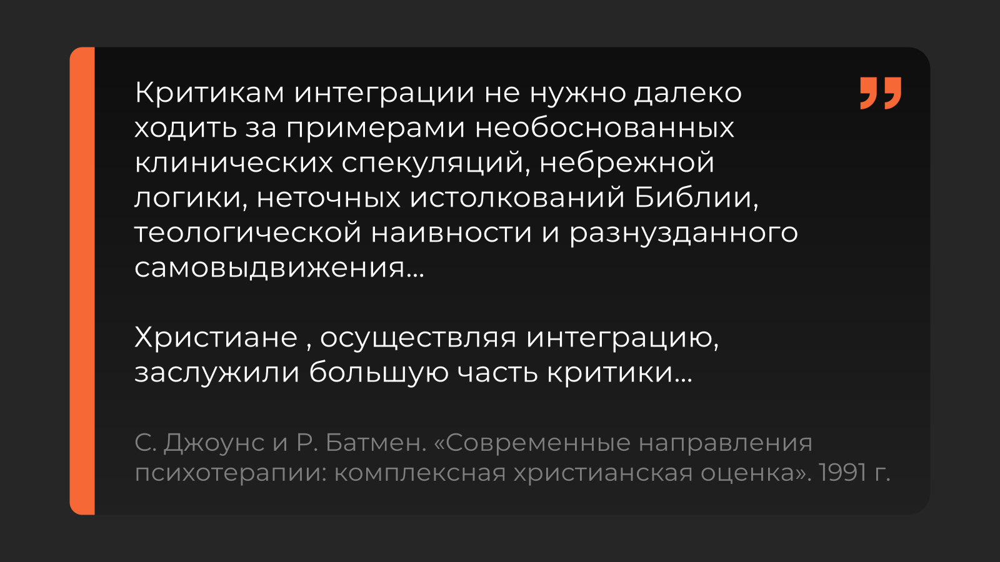 Критикам интеграции не нужно далеко
ходить за примерами необоснованных
клинических спекуляций, небрежной
логики, неточных истолкований Библии,
теологической наивности и разнузданного
самовыдвижения...
Христиане , осуществляя интеграцию,
заслужили большую часть критики...
С. Джоунс и Р. Батмен. «Современные направления
психотерапии: комплексная христианская оценка». 1991 г.